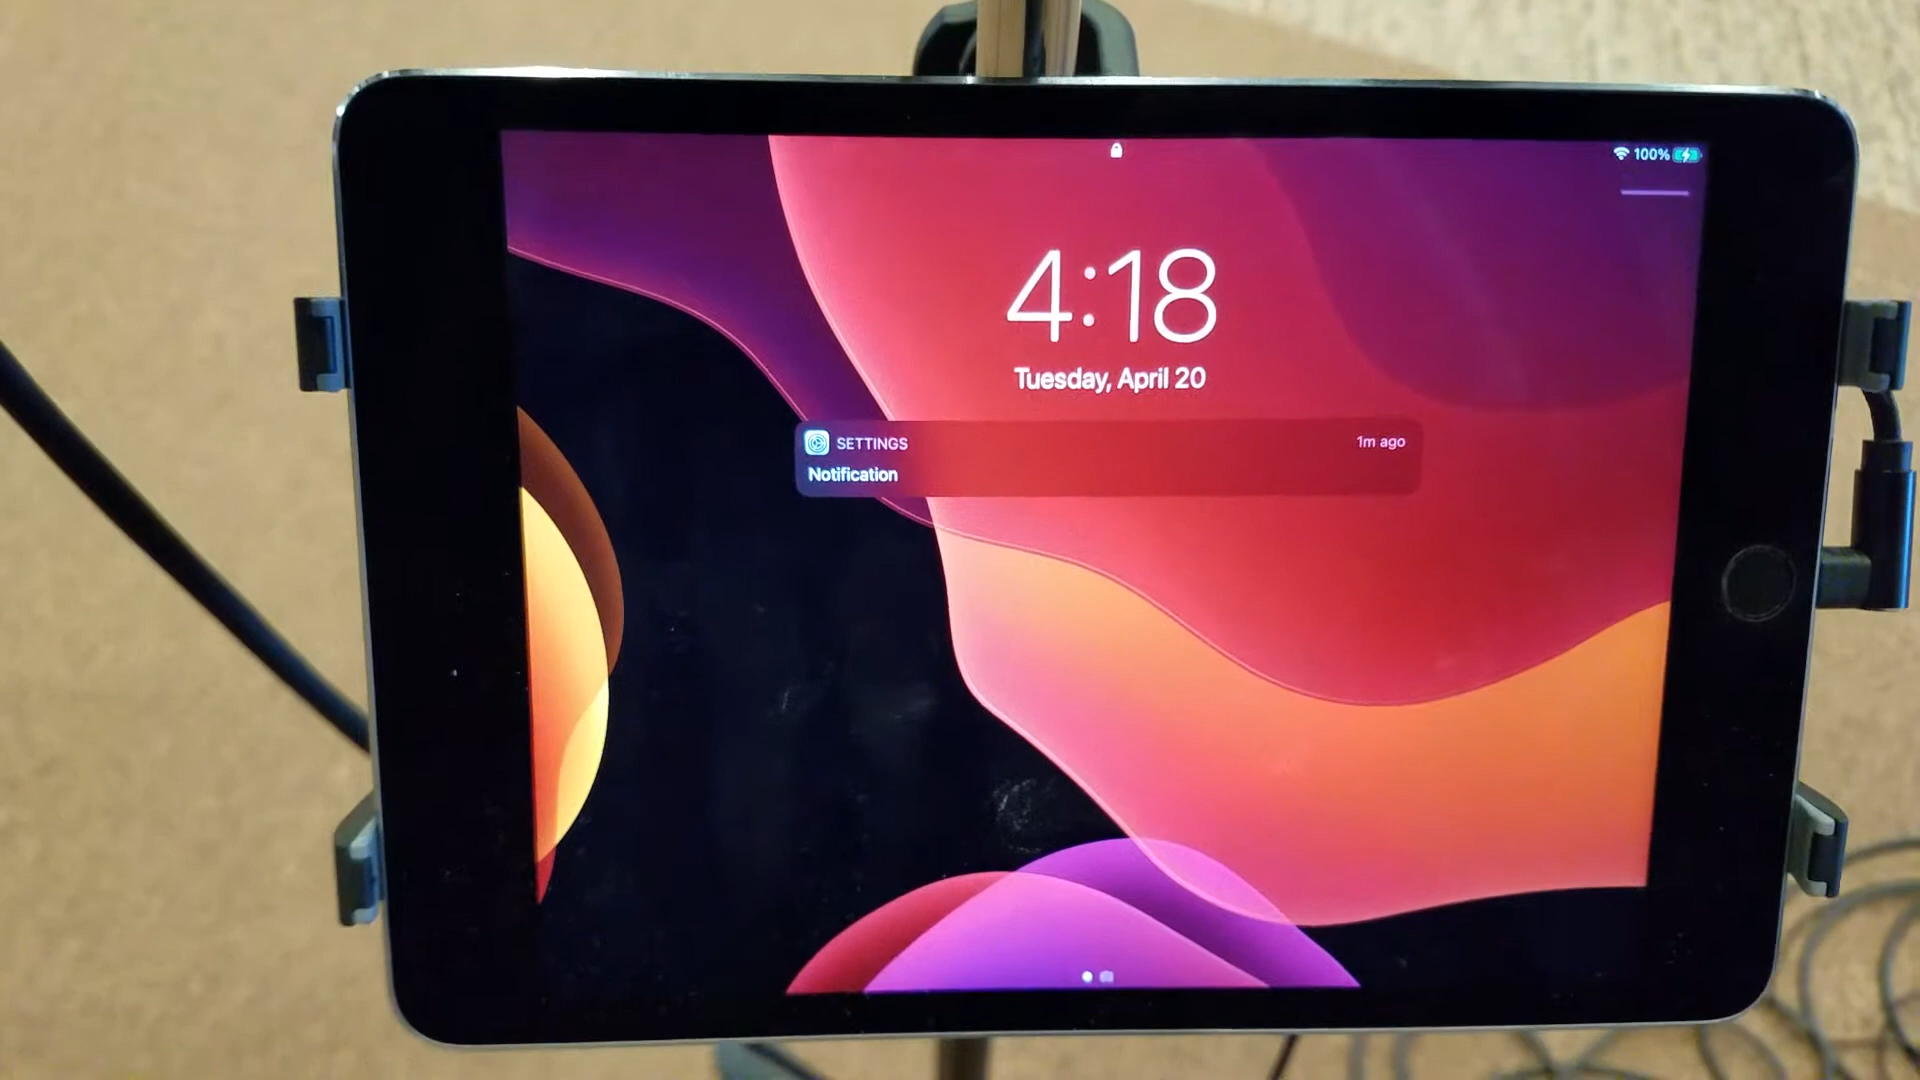 100%
4:18
Tuesday, April 20
SETTINGS
1m ago
Notification